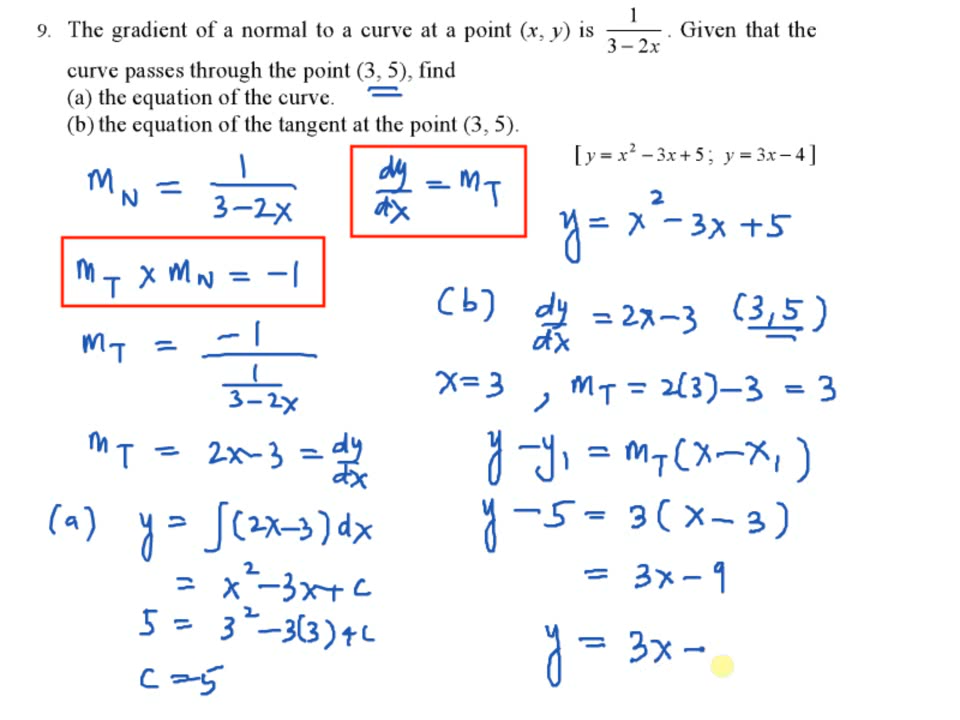 9. The gradient of a normal to a curve at a point (x, y) is 1/(3 − 2x). Given that the
curve passes through the point (3, 5), find
(a) the equation of the curve.
(b) the equation of the tangent at the point (3, 5).
[ y = x² − 3x + 5 ; y = 3x − 4 ]
m_N = 1/(3−2x)
dy/dx = m_T
m_T × m_N = −1
m_T = −1/(1/(3−2x))
m_T = 2x−3 = dy/dx
(a) y = ∫(2x−3)dx
= x²−3x+c
5 = 3²−3(3)+c
c=5
y = x²−3x+5
(b) dy/dx = 2x−3 (3,5)
x=3 , m_T = 2(3)−3 = 3
y−y₁ = m_T(x−x₁)
y−5 = 3(x−3)
= 3x−9
y = 3x−